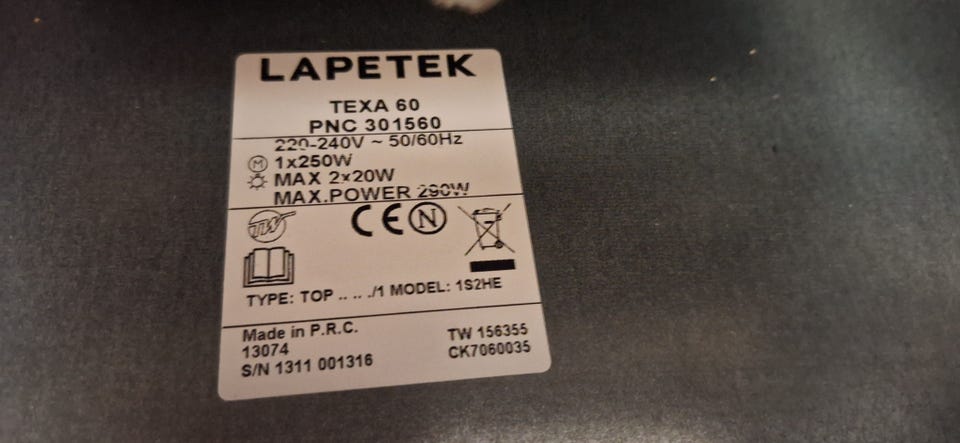 LAPETEK
TEXA 60
PNC 301560
220-240V ~ 50/60Hz
M 1x250W
MAX 2x20W
MAX.POWER 290W
TW CE N
TYPE: TOP .. .. ./1 MODEL: 1S2HE
Made in P.R.C.
13074
S/N 1311 001316
TW 156355
CK7060035